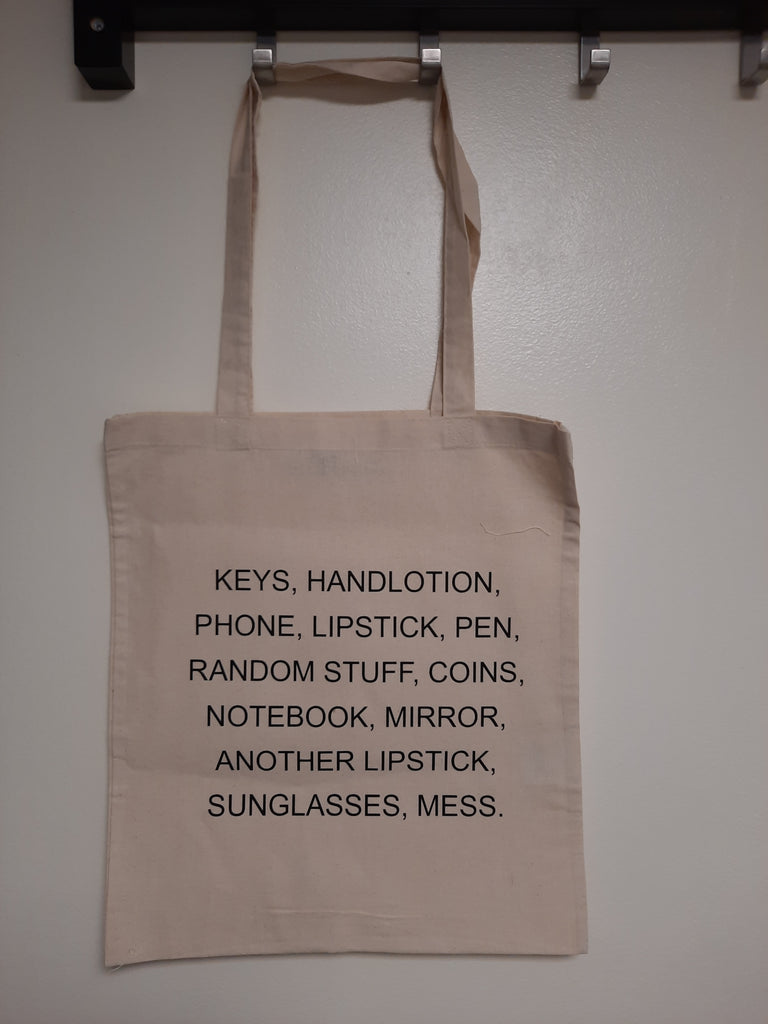 KEYS, HANDLOTION,
PHONE, LIPSTICK, PEN,
RANDOM STUFF, COINS,
NOTEBOOK, MIRROR,
ANOTHER LIPSTICK,
SUNGLASSES, MESS.